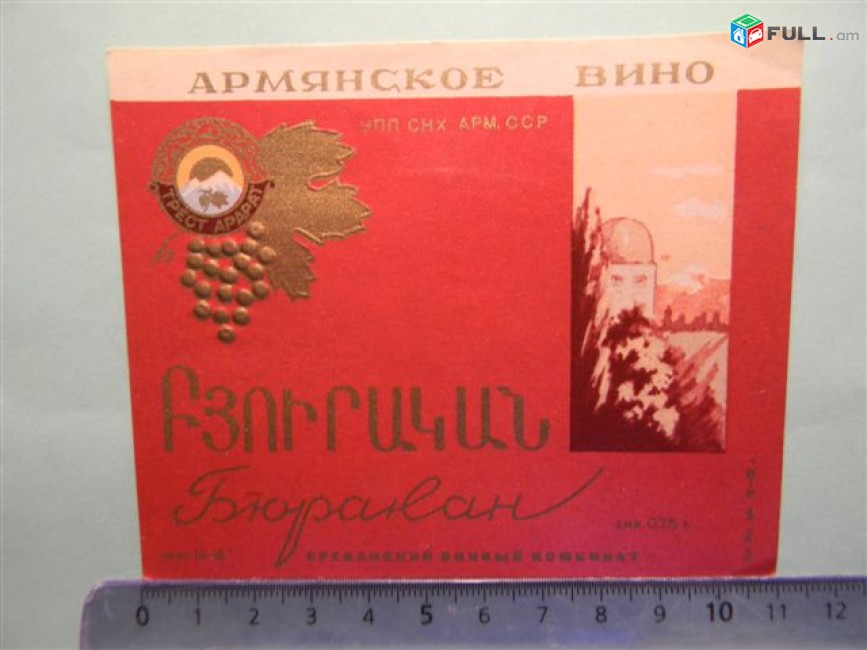 FULL.am
АРМЯНСКОЕ ВИНО
УПП СНХ АРМ. ССР
ТРЕСТ АРАРАТ
ԲՅՈՒՐԱԿԱՆ
Бюракан
емк. 0,75 л.
ЕРЕВАНСКИЙ ВИННЫЙ КОМБИНАТ
0 1 2 3 4 5 6 7 8 9 10 11 12